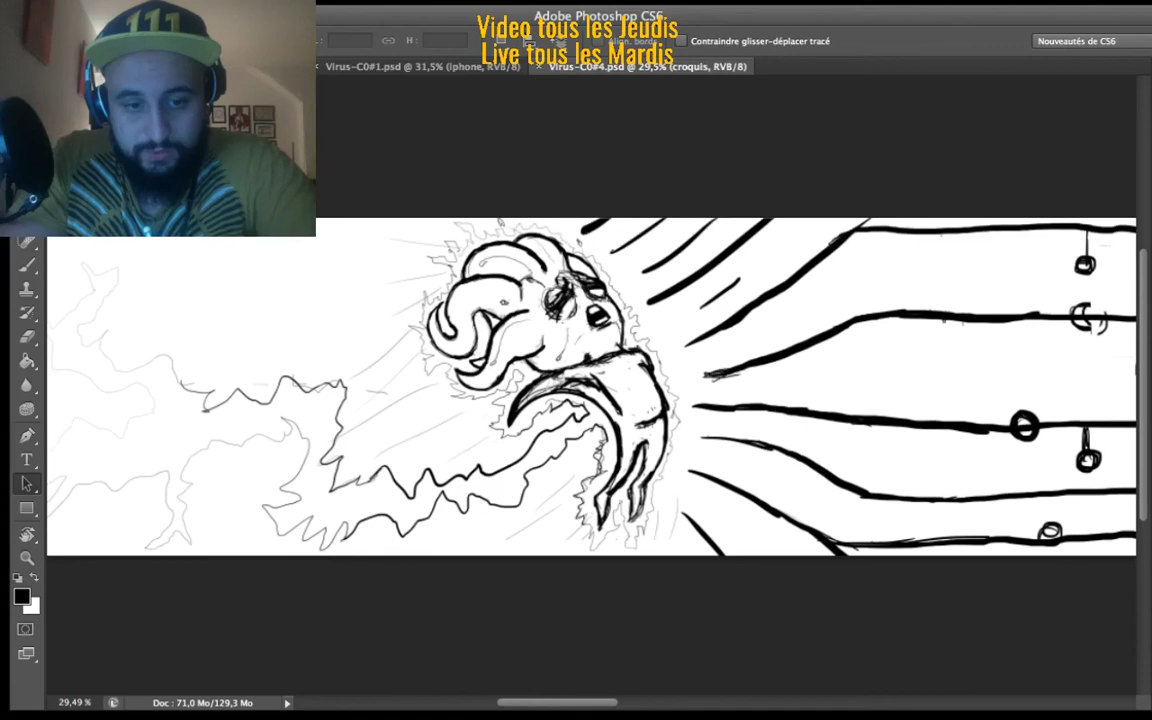 Adobe Photoshop CS6
Video tous les Jeudis
Live tous les Mardis
H :
Contraindre glisser-déplacer tracé
Nouveautés de CS6
Virus-C0#1.psd @ 31,5% (iphone, RVB/8)
× Virus-C0#4.psd @ 29,5% (croquis, RVB/8)
111
T
29,49 %
Doc : 71,0 Mo/129,3 Mo